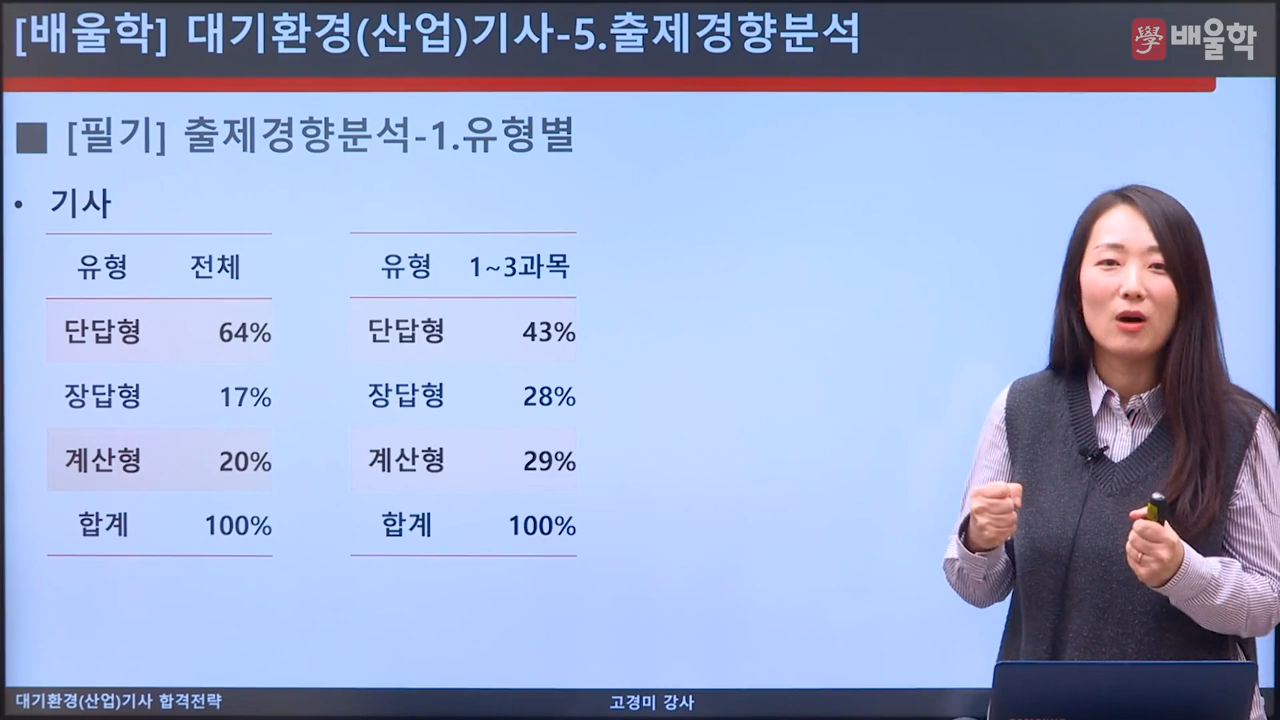 [배울학] 대기환경(산업)기사-5.출제경향분석
學 배울학
■ [필기] 출제경향분석-1.유형별
• 기사
유형 전체
단답형 64%
장답형 17%
계산형 20%
합계 100%
유형 1~3과목
단답형 43%
장답형 28%
계산형 29%
합계 100%
대기환경(산업)기사 합격전략
고경미 강사